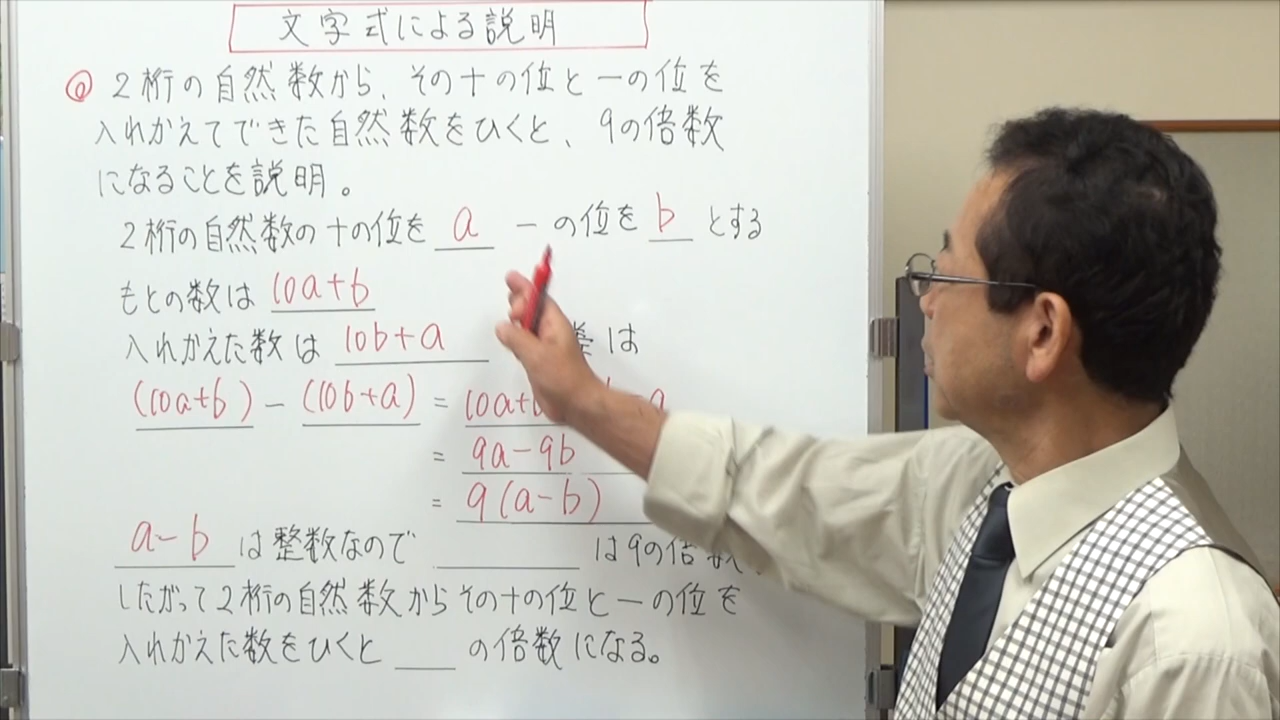 文字式による説明
◎ 2桁の自然数から、その十の位と一の位を
入れかえてできた自然数をひくと、9の倍数
になることを説明。
2桁の自然数の十の位を a 一の位を b とする
もとの数は 10a+b
入れかえた数は 10b+a は
(10a+b) - (10b+a) = 10a+b
= 9a-9b
= 9(a-b)
a-b は整数なので は9の倍数
したがって2桁の自然数からその十の位と一の位を
入れかえた数をひくと の倍数になる。